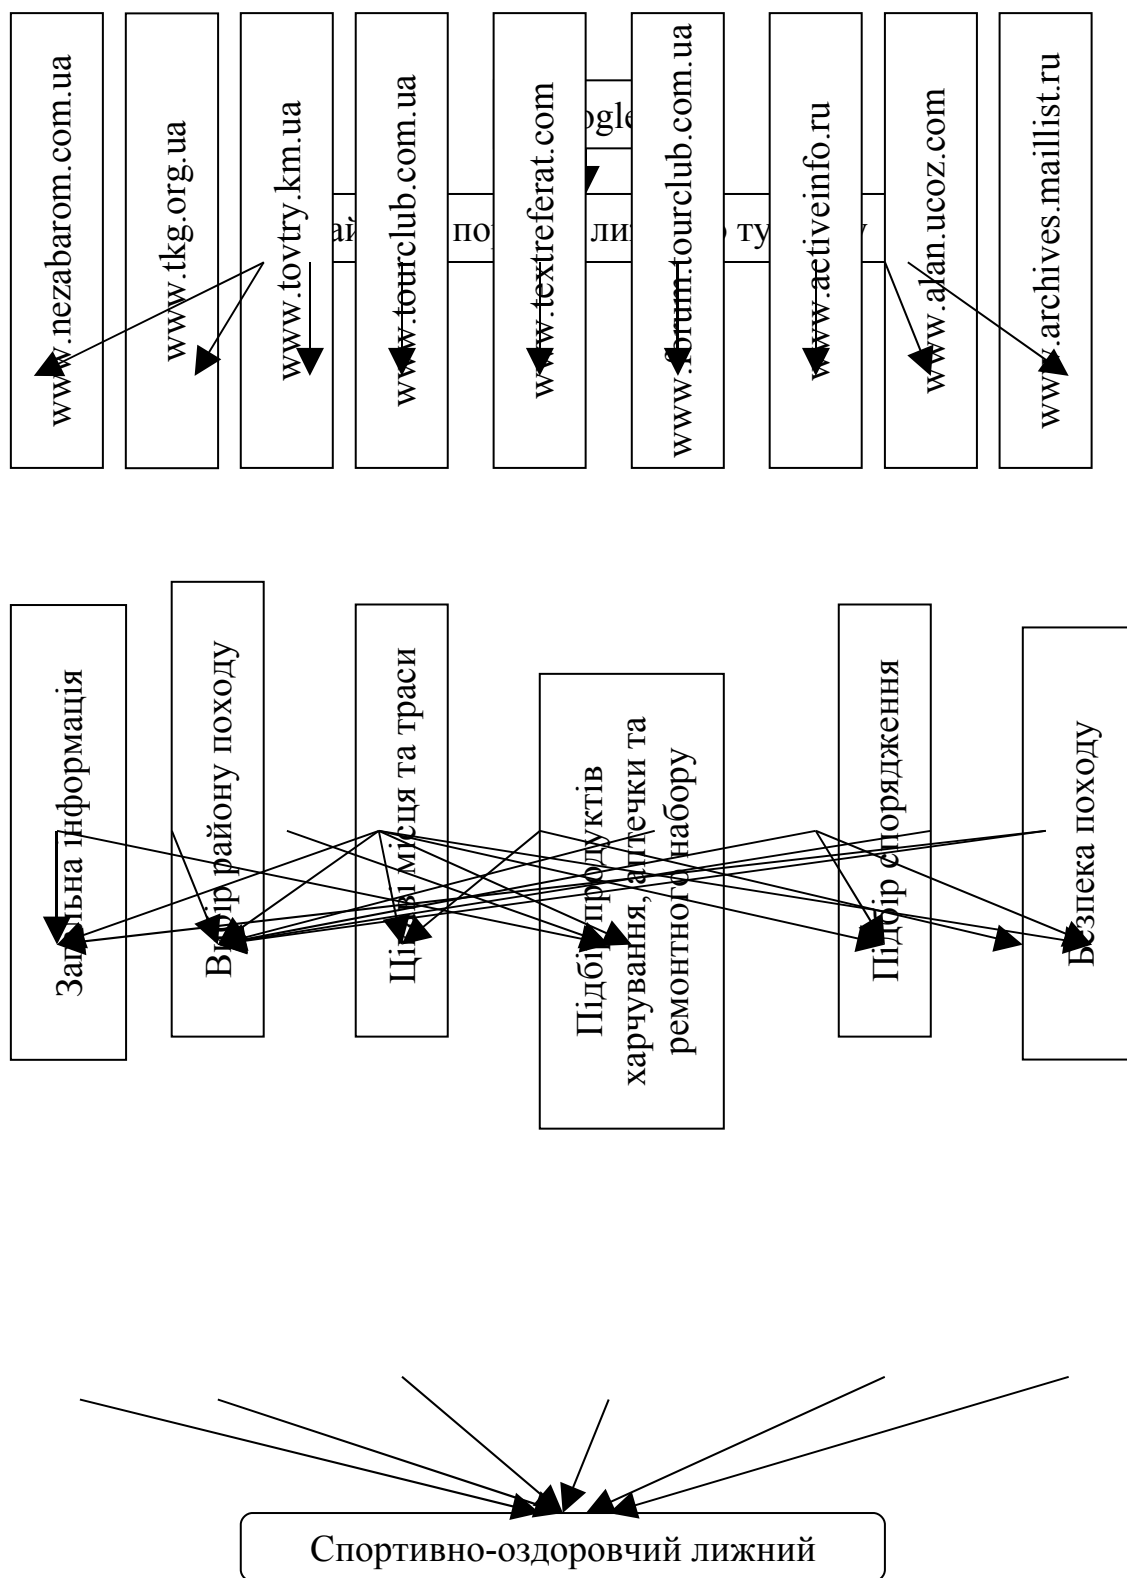 www.nezabarom.com.ua
www.tkg.org.ua
www.tovtry.km.ua
www.tourclub.com.ua
www.textreferat.com
www.forum.tourclub.com.ua
www.activeinfo.ru
www.alan.ucoz.com
www.archives.maillist.ru
Загальна інформація
Вибір району походу
Цікаві місця та траси
Підбір продуктів
харчування, аптечки та
ремонтного набору
Підбір спорядження
Безпека походу
Спортивно-оздоровчий лижний